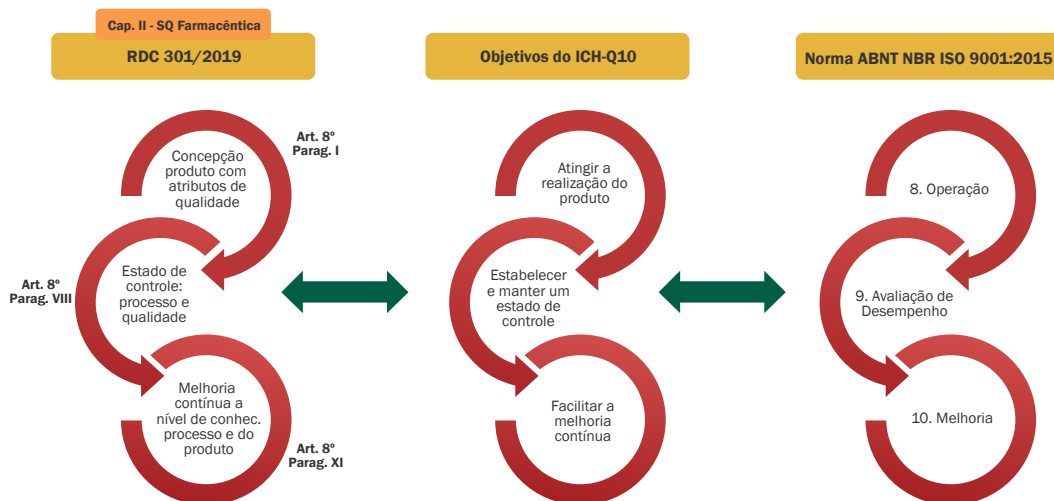 Cap. II - SQ Farmacêutica
RDC 301/2019
Art. 8º
Parag. I
Concepção
produto com
atributos de
qualidade
Art. 8º
Parag. VIII
Estado de
controle:
processo e
qualidade
Melhoria
contínua a
nível de conhec.
processo e do
produto
Art. 8º
Parag. XI
Objetivos do ICH-Q10
Atingir a
realização do
produto
Estabelecer
e manter um
estado de
controle
Facilitar a
melhoria
contínua
Norma ABNT NBR ISO 9001:2015
8. Operação
9. Avaliação de
Desempenho
10. Melhoria